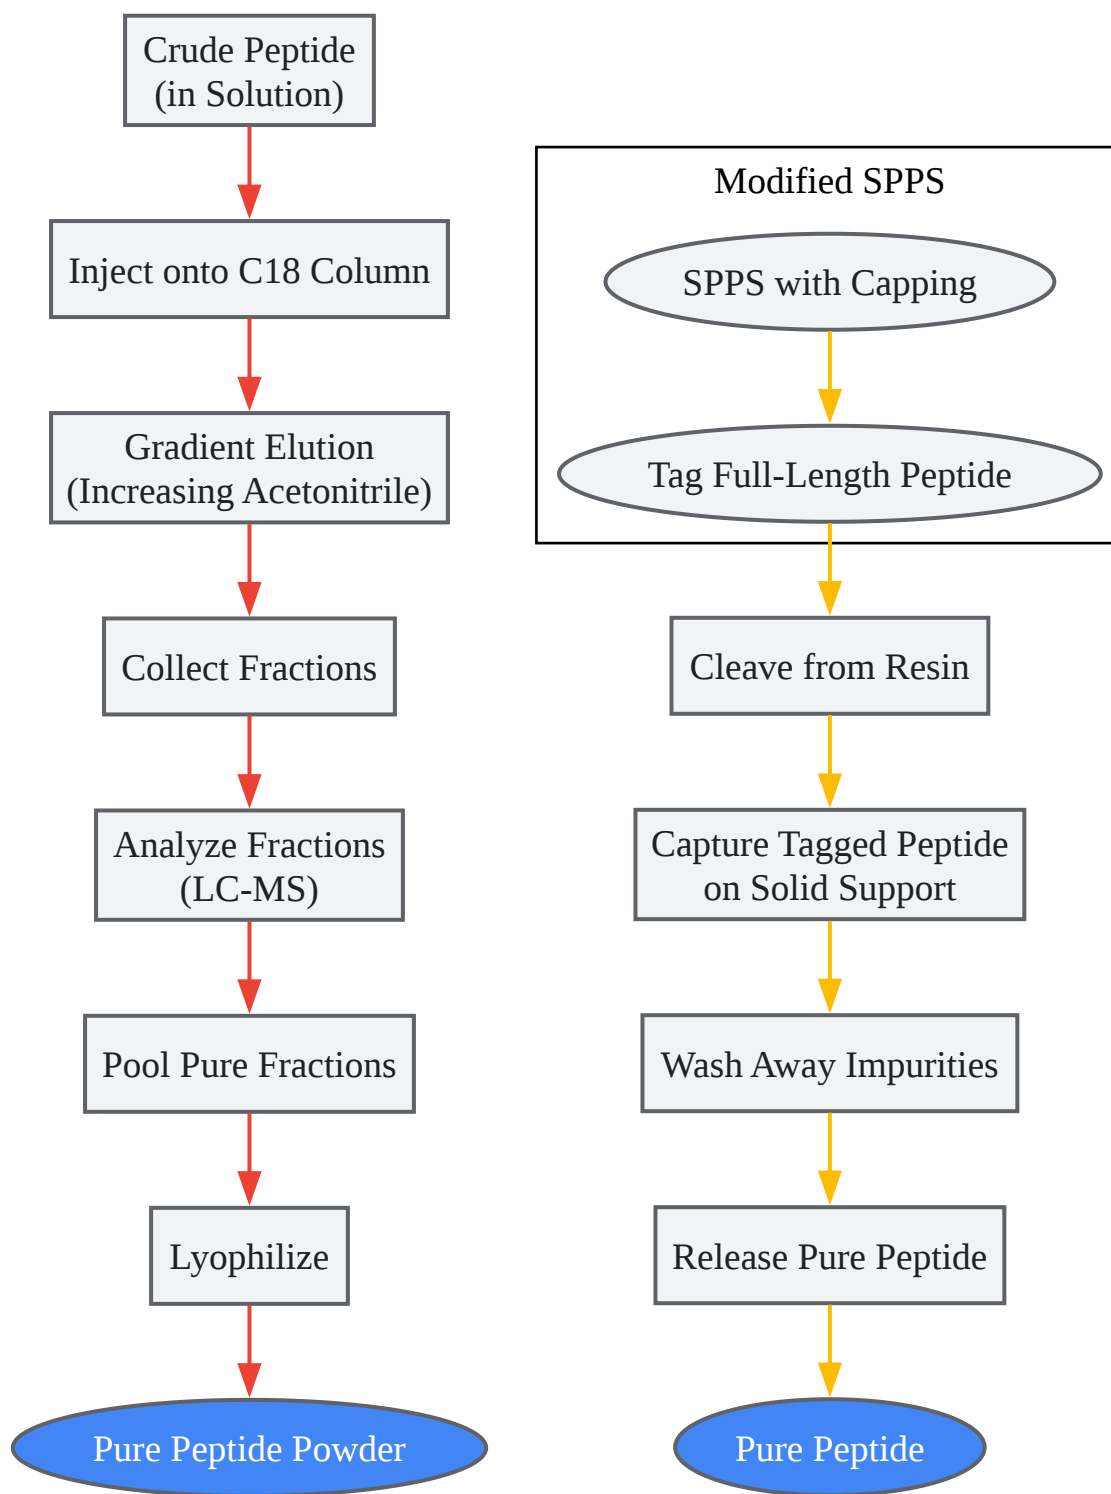 Crude Peptide
(in Solution)
Inject onto C18 Column
Gradient Elution
(Increasing Acetonitrile)
Collect Fractions
Analyze Fractions
(LC-MS)
Pool Pure Fractions
Lyophilize
Pure Peptide Powder
Modified SPPS
SPPS with Capping
Tag Full-Length Peptide
Cleave from Resin
Capture Tagged Peptide
on Solid Support
Wash Away Impurities
Release Pure Peptide
Pure Peptide